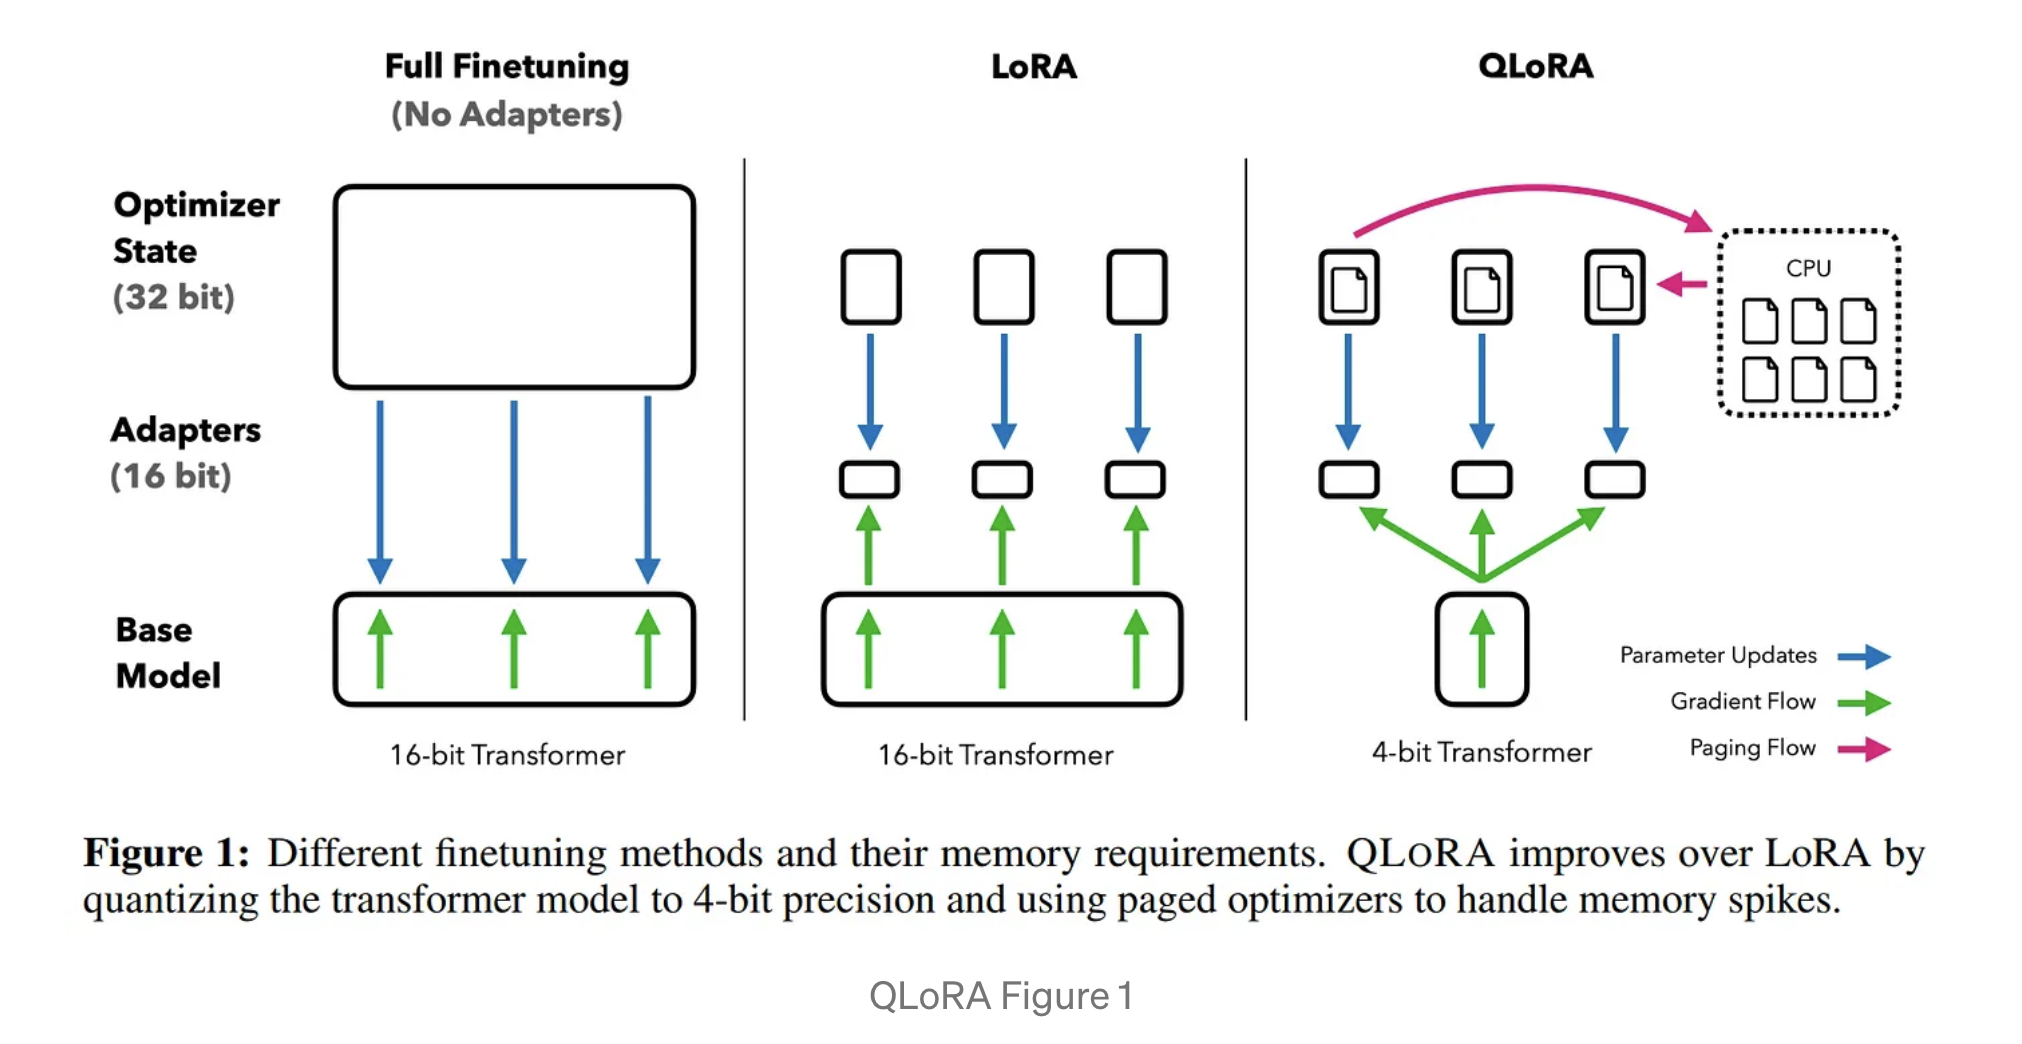 Full Finetuning
(No Adapters)
LoRA
QLoRA
Optimizer
State
(32 bit)
CPU
Adapters
(16 bit)
Base
Model
Parameter Updates
Gradient Flow
Paging Flow
16-bit Transformer
16-bit Transformer
4-bit Transformer
Figure 1: Different finetuning methods and their memory requirements. QLORA improves over LoRA by
quantizing the transformer model to 4-bit precision and using paged optimizers to handle memory spikes.
QLoRA Figure 1